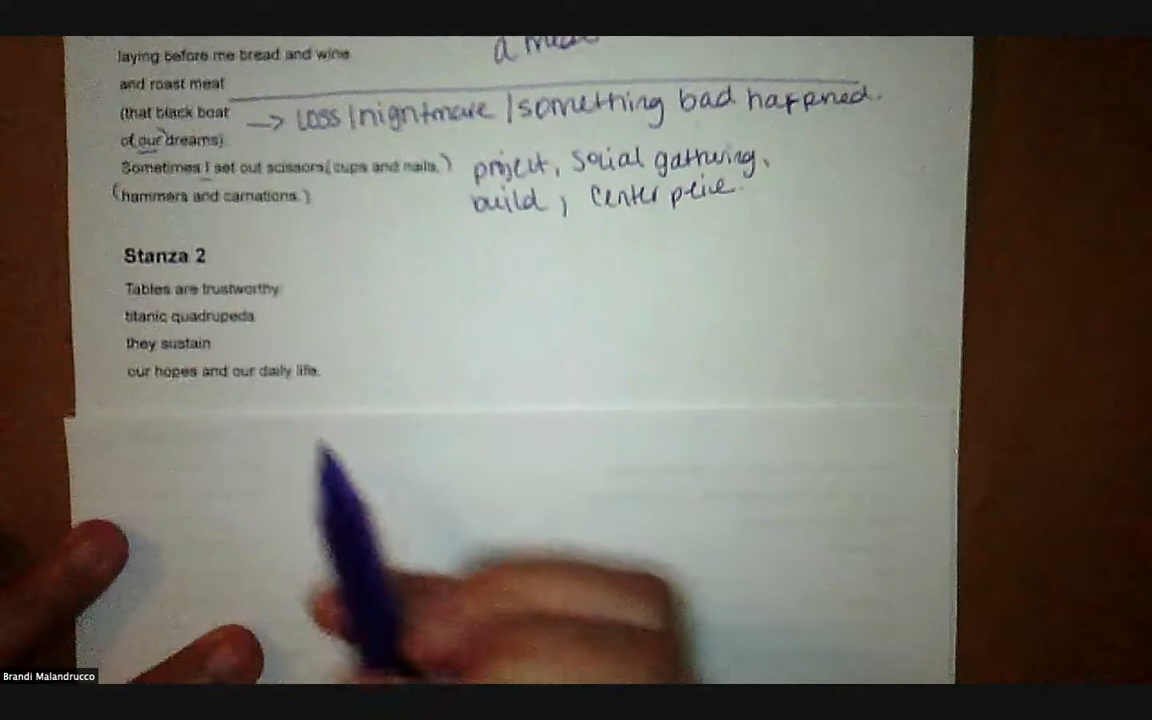 laying before me bread and wine
a
and roast meat
(that black boat → Loss/nightmare/something bad happned.
of our dreams).
Sometimes I set out scissors(cups and nails,) project, social gathering,
(hammers and carnations.) build, center peice.
Stanza 2
Tables are trustworthy:
titanic quadrupeds
they sustain
our hopes and our daily life.
Brandi Malandrucco